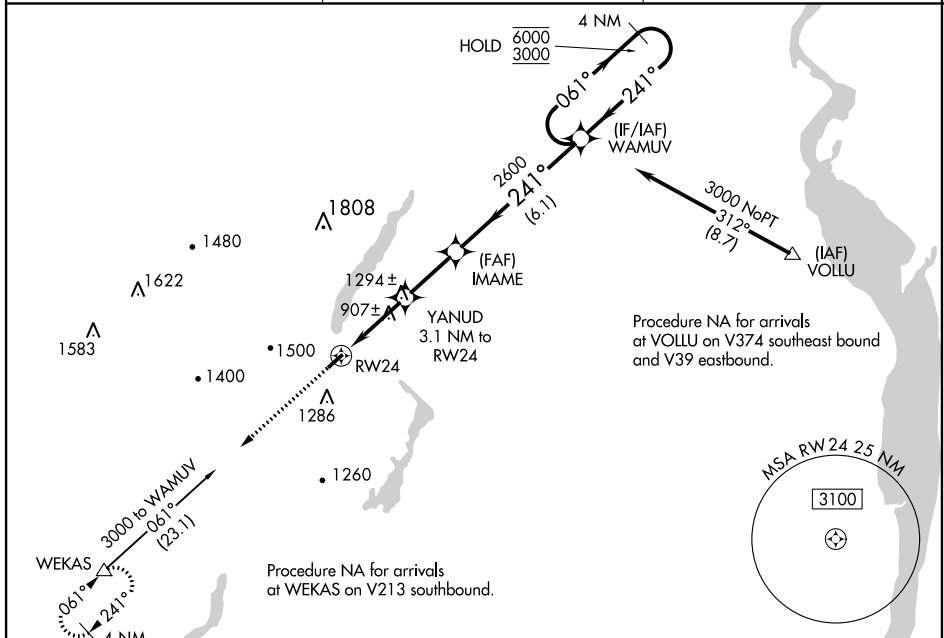 4 NM
HOLD
6000
3000
061°
241°
(IF/IAF)
WAMUV
2600
241°
(6.1)
3000 NoPT
312°
(8.7)
(IAF)
VOLLU
1808
1480
1622
1583
(FAF)
IMAME
1294±
907±
YANUD
3.1 NM to
RW24
RW24
1500
1400
1286
1260
Procedure NA for arrivals
at VOLLU on V374 southeast bound
and V39 eastbound.
MSA RW24 25 NM
3100
3000 to WAMUV
061°
(23.1)
WEKAS
061°
241°
4 NM
Procedure NA for arrivals
at WEKAS on V213 southbound.